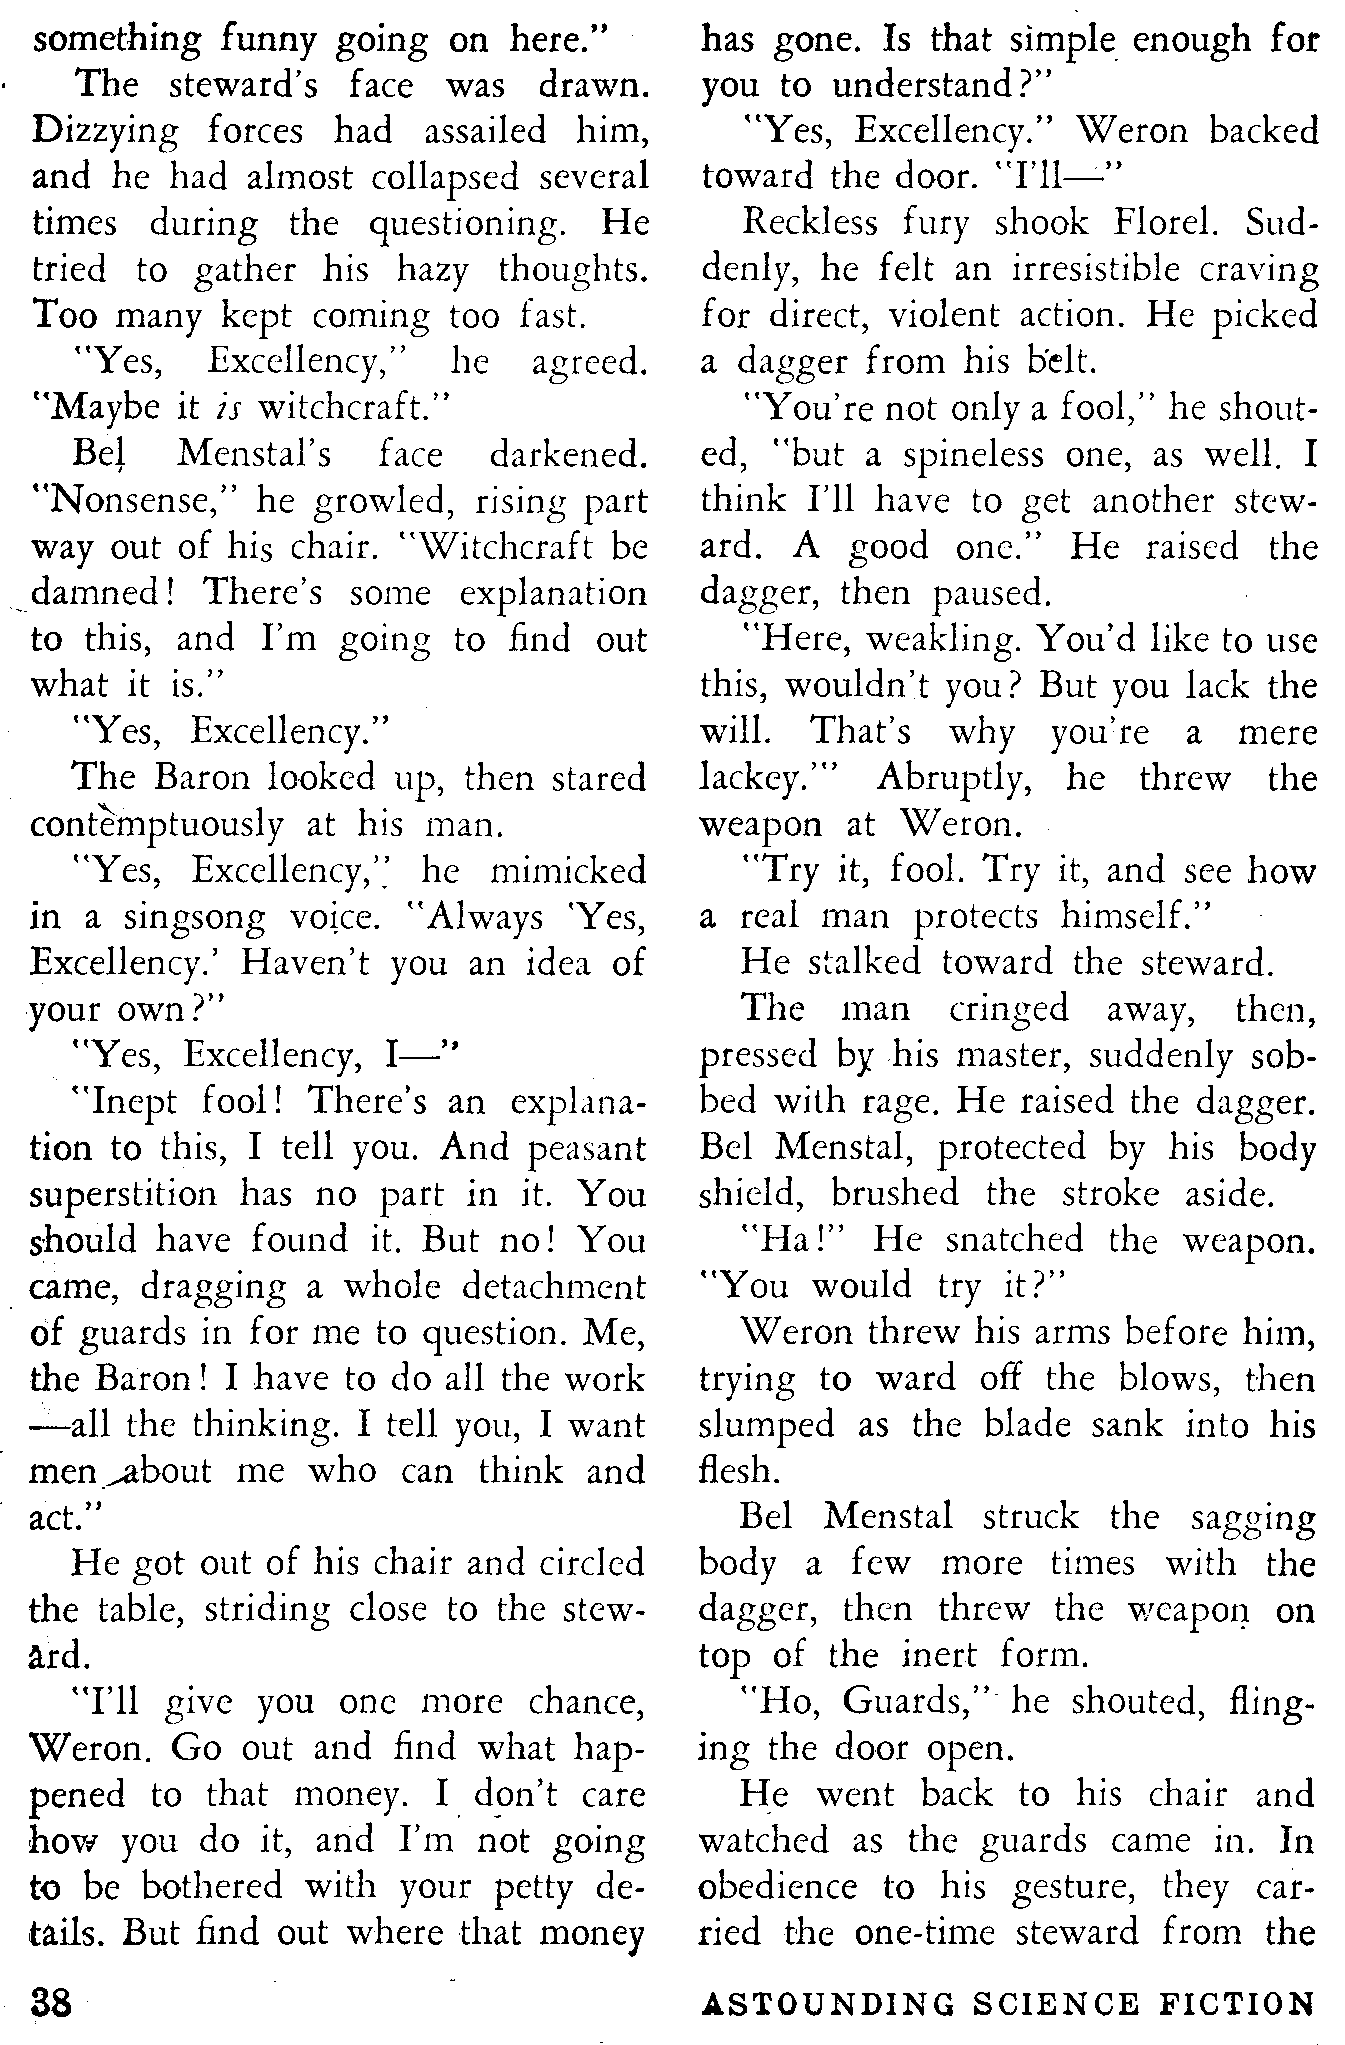 something funny going on here."
The steward's face was drawn.
Dizzying forces had assailed him,
and he had almost collapsed several
times during the questioning. He
tried to gather his hazy thoughts.
Too many kept coming too fast.
"Yes, Excellency," he agreed.
"Maybe it is witchcraft."
Bel Menstal's face darkened.
"Nonsense," he growled, rising part
way out of his chair. "Witchcraft be
damned! There's some explanation
to this, and I'm going to find out
what it is."
"Yes, Excellency."
The Baron looked up, then stared
contemptuously at his man.
"Yes, Excellency," he mimicked
in a singsong voice. "Always 'Yes,
Excellency.' Haven't you an idea of
your own?"
"Yes, Excellency, I—"
"Inept fool! There's an explana-
tion to this, I tell you. And peasant
superstition has no part in it. You
should have found it. But no! You
came, dragging a whole detachment
of guards in for me to question. Me,
the Baron! I have to do all the work
—all the thinking. I tell you, I want
men about me who can think and
act."
He got out of his chair and circled
the table, striding close to the stew-
ard.
"I'll give you one more chance,
Weron. Go out and find what hap-
pened to that money. I don't care
how you do it, and I'm not going
to be bothered with your petty de-
tails. But find out where that money
has gone. Is that simple enough for
you to understand?"
"Yes, Excellency." Weron backed
toward the door. "I'll—"
Reckless fury shook Florel. Sud-
denly, he felt an irresistible craving
for direct, violent action. He picked
a dagger from his belt.
"You're not only a fool," he shout-
ed, "but a spineless one, as well. I
think I'll have to get another stew-
ard. A good one." He raised the
dagger, then paused.
"Here, weakling. You'd like to use
this, wouldn't you? But you lack the
will. That's why you're a mere
lackey.'" Abruptly, he threw the
weapon at Weron.
"Try it, fool. Try it, and see how
a real man protects himself."
He stalked toward the steward.
The man cringed away, then,
pressed by his master, suddenly sob-
bed with rage. He raised the dagger.
Bel Menstal, protected by his body
shield, brushed the stroke aside.
"Ha!" He snatched the weapon.
"You would try it?"
Weron threw his arms before him,
trying to ward off the blows, then
slumped as the blade sank into his
flesh.
Bel Menstal struck the sagging
body a few more times with the
dagger, then threw the weapon on
top of the inert form.
"Ho, Guards," he shouted, fling-
ing the door open.
He went back to his chair and
watched as the guards came in. In
obedience to his gesture, they car-
ried the one-time steward from the
38
ASTOUNDING SCIENCE FICTION